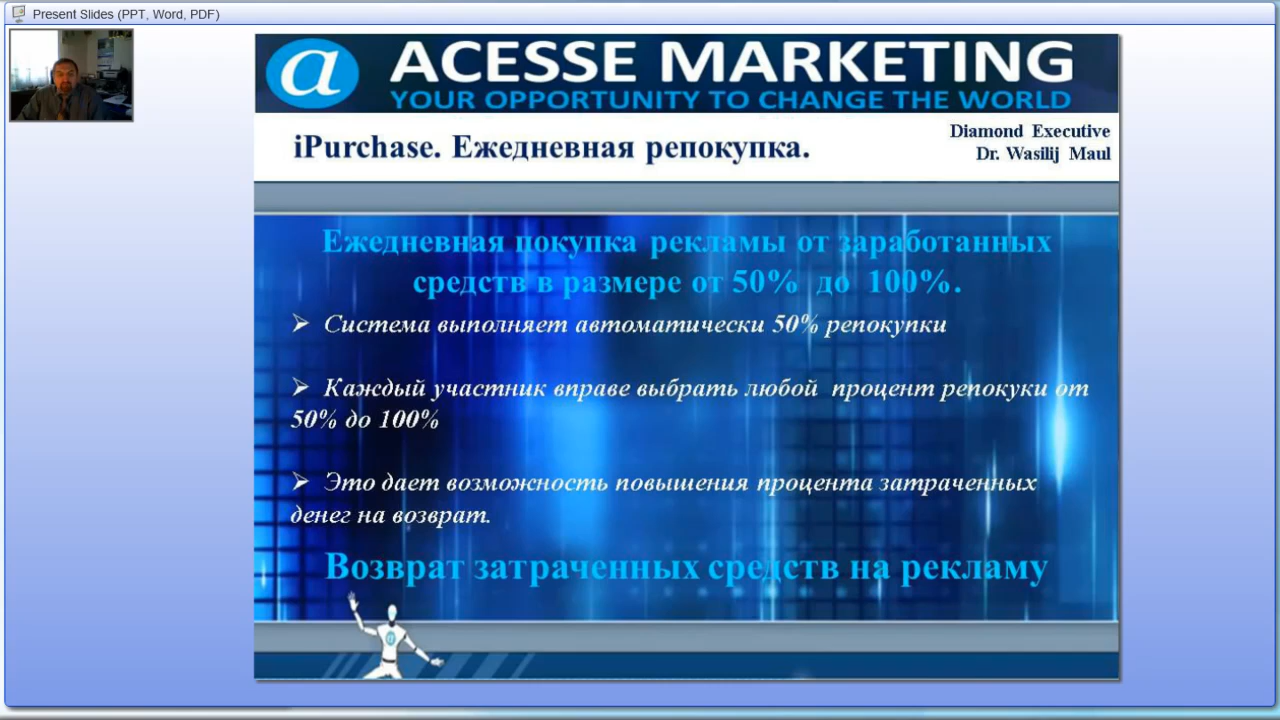 Present Slides (PPT, Word, PDF)
a ACESSE MARKETING
YOUR OPPORTUNITY TO CHANGE THE WORLD
Diamond Executive
Dr. Wasilij Maul
iPurchase. Ежедневная репокупка.
Ежедневная покупка рекламы от заработанных
средств в размере от 50% до 100%.
➢ Система выполняет автоматически 50% репокупки
➢ Каждый участник вправе выбрать любой процент репокуки от
50% до 100%
➢ Это дает возможность повышения процента затраченных
денег на возврат.
Возврат затраченных средств на рекламу